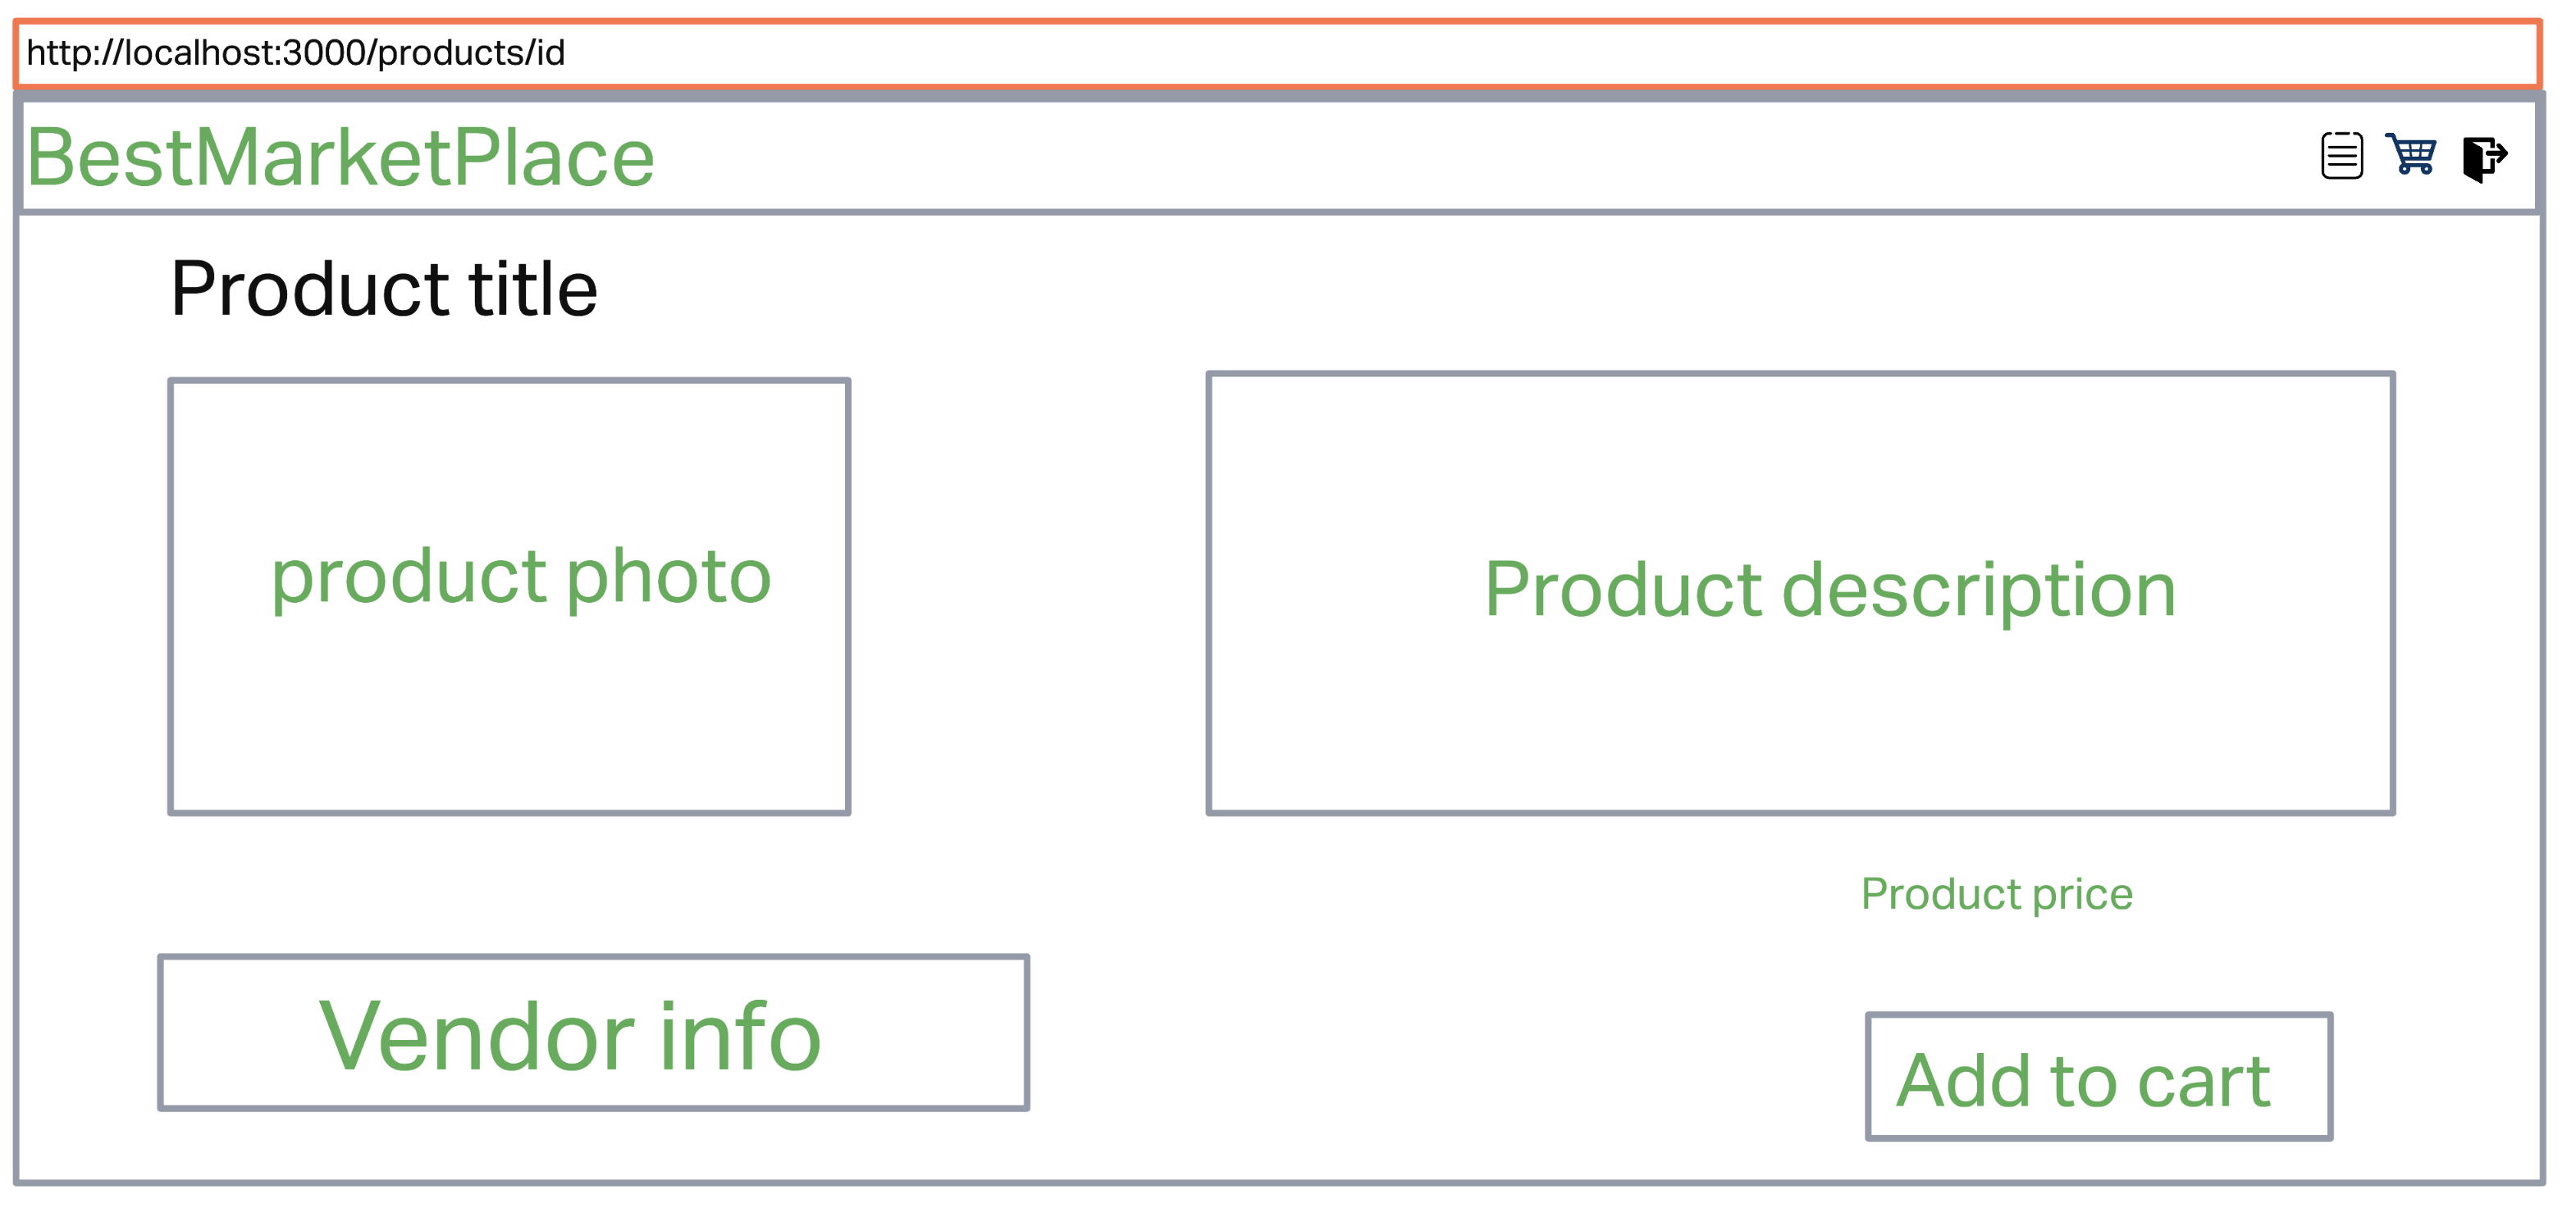 http://localhost:3000/products/id
BestMarketPlace
Product title
product photo
Product description
Product price
Vendor info
Add to cart